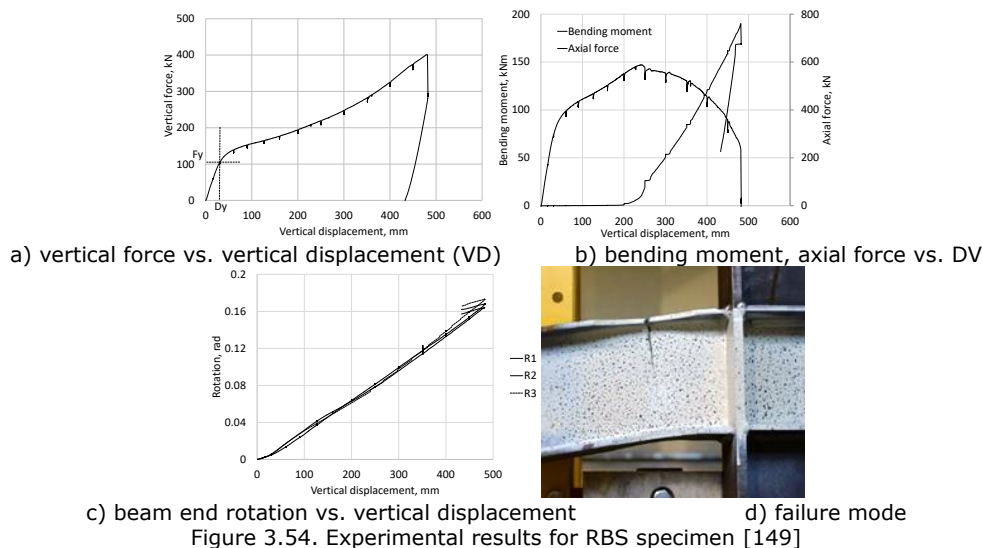 500
400
300
200
100
0
Vertical force, kN
Fy
Dy
0 100 200 300 400 500 600
Vertical displacement, mm
200
150
100
50
0
Bending moment, kNm
Bending moment
Axial force
800
600
400
200
0
Axial force, kN
0 100 200 300 400 500 600
Vertical displacement, mm
a) vertical force vs. vertical displacement (VD) b) bending moment, axial force vs. DV
0.2
0.16
0.12
0.08
0.04
0
Rotation, rad
R1
R2
R3
0 100 200 300 400 500
Vertical displacement, mm
c) beam end rotation vs. vertical displacement d) failure mode
Figure 3.54. Experimental results for RBS specimen [149]